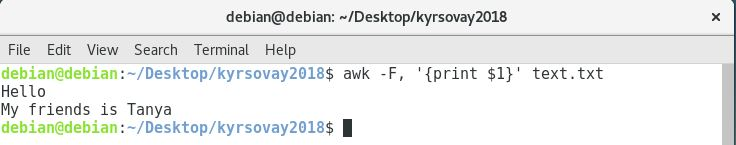 debian@debian: ~/Desktop/kyrsovay2018
×
File Edit View Search Terminal Help
debian@debian:~/Desktop/kyrsovay2018$ awk -F, '{print $1}' text.txt
Hello
My friends is Tanya
debian@debian:~/Desktop/kyrsovay2018$